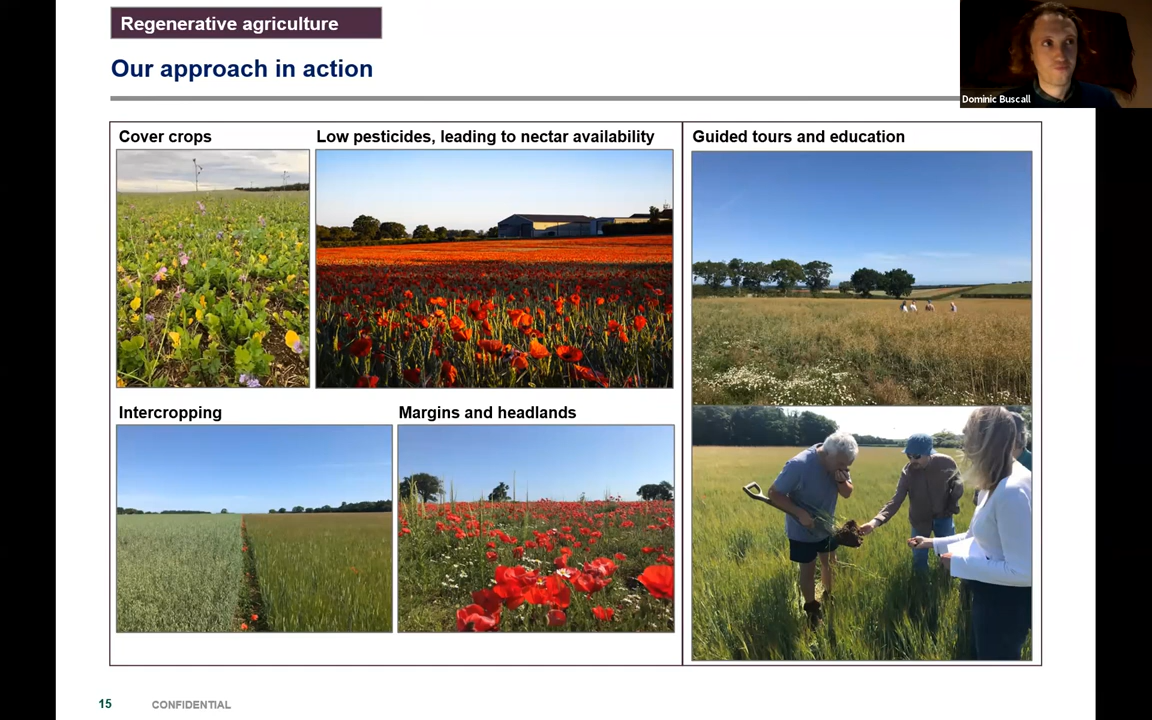 Regenerative agriculture
Dominic Buscall
Our approach in action
Cover crops
Low pesticides, leading to nectar availability
Guided tours and education
Intercropping
Margins and headlands
15
CONFIDENTIAL